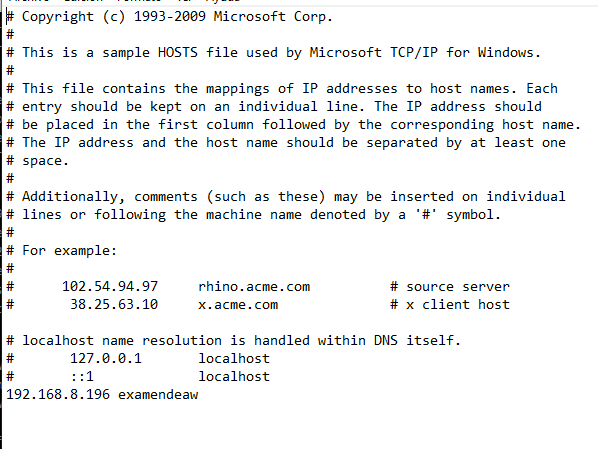 # Copyright (c) 1993-2009 Microsoft Corp.
#
# This is a sample HOSTS file used by Microsoft TCP/IP for Windows.
#
# This file contains the mappings of IP addresses to host names. Each
# entry should be kept on an individual line. The IP address should
# be placed in the first column followed by the corresponding host name.
# The IP address and the host name should be separated by at least one
# space.
#
# Additionally, comments (such as these) may be inserted on individual
# lines or following the machine name denoted by a '#' symbol.
#
# For example:
#
#      102.54.94.97     rhino.acme.com          # source server
#       38.25.63.10     x.acme.com              # x client host

# localhost name resolution is handled within DNS itself.
#       127.0.0.1       localhost
#       ::1             localhost
192.168.8.196 examendeaw